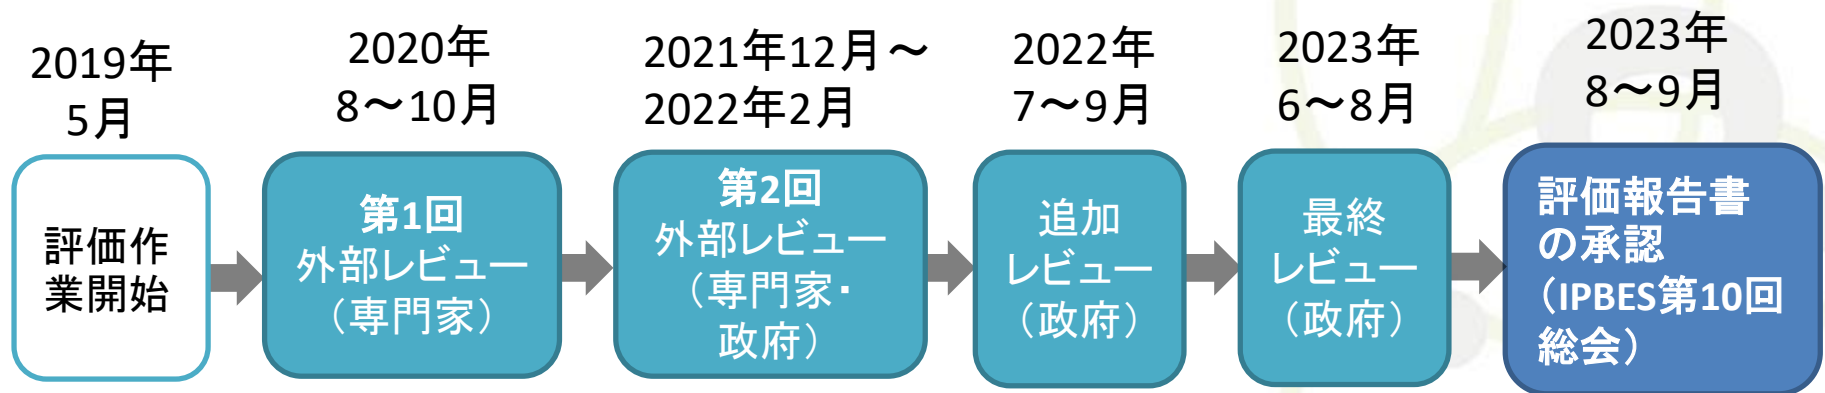 2019年
5月
2020年
8～10月
2021年12月～
2022年2月
2022年
7～9月
2023年
6～8月
2023年
8～9月
評価作
業開始
第1回
外部レビュー
（専門家）
第2回
外部レビュー
（専門家・
政府）
追加
レビュー
（政府）
最終
レビュー
（政府）
評価報告書
の承認
（IPBES第10回
総会）